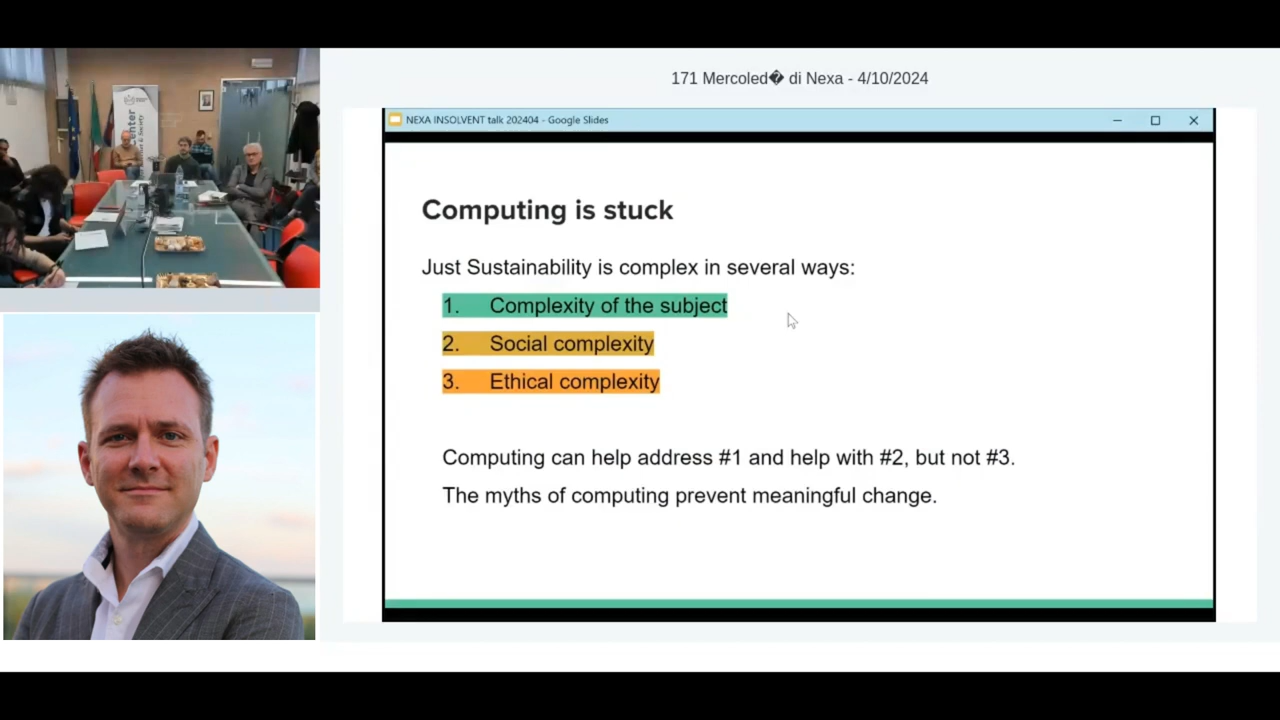 171 Mercoled� di Nexa - 4/10/2024
NEXA INSOLVENT talk 202404 - Google Slides
Computing is stuck
Just Sustainability is complex in several ways:
1. Complexity of the subject
2. Social complexity
3. Ethical complexity
Computing can help address #1 and help with #2, but not #3.
The myths of computing prevent meaningful change.